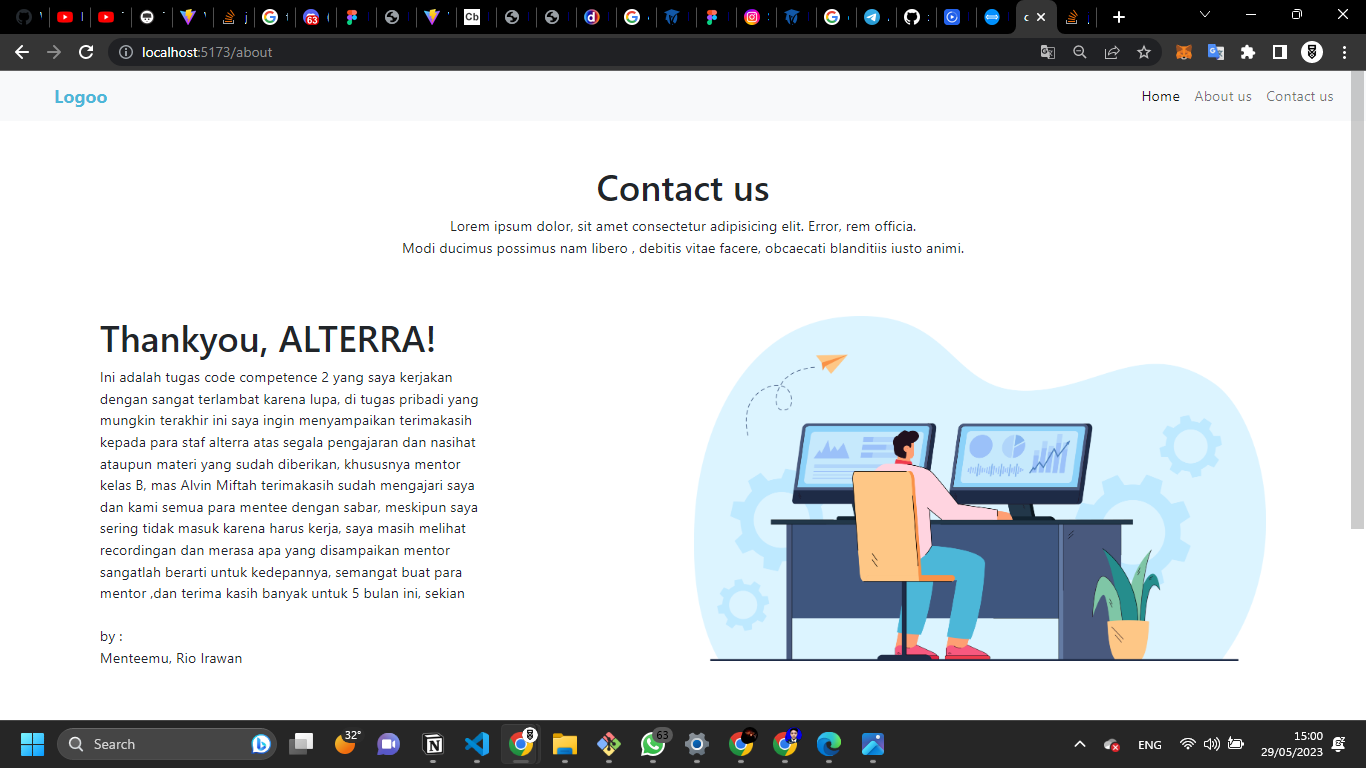 63
Cb
localhost:5173/about
Logoo
Home About us Contact us
Contact us
Lorem ipsum dolor, sit amet consectetur adipisicing elit. Error, rem officia.
Modi ducimus possimus nam libero , debitis vitae facere, obcaecati blanditiis iusto animi.
Thankyou, ALTERRA!
Ini adalah tugas code competence 2 yang saya kerjakan
dengan sangat terlambat karena lupa, di tugas pribadi yang
mungkin terakhir ini saya ingin menyampaikan terimakasih
kepada para staf alterra atas segala pengajaran dan nasihat
ataupun materi yang sudah diberikan, khususnya mentor
kelas B, mas Alvin Miftah terimakasih sudah mengajari saya
dan kami semua para mentee dengan sabar, meskipun saya
sering tidak masuk karena harus kerja, saya masih melihat
recordingan dan merasa apa yang disampaikan mentor
sangatlah berarti untuk kedepannya, semangat buat para
mentor ,dan terima kasih banyak untuk 5 bulan ini, sekian
by :
Menteemu, Rio Irawan
Search
32°
63
ENG
15:00
29/05/2023